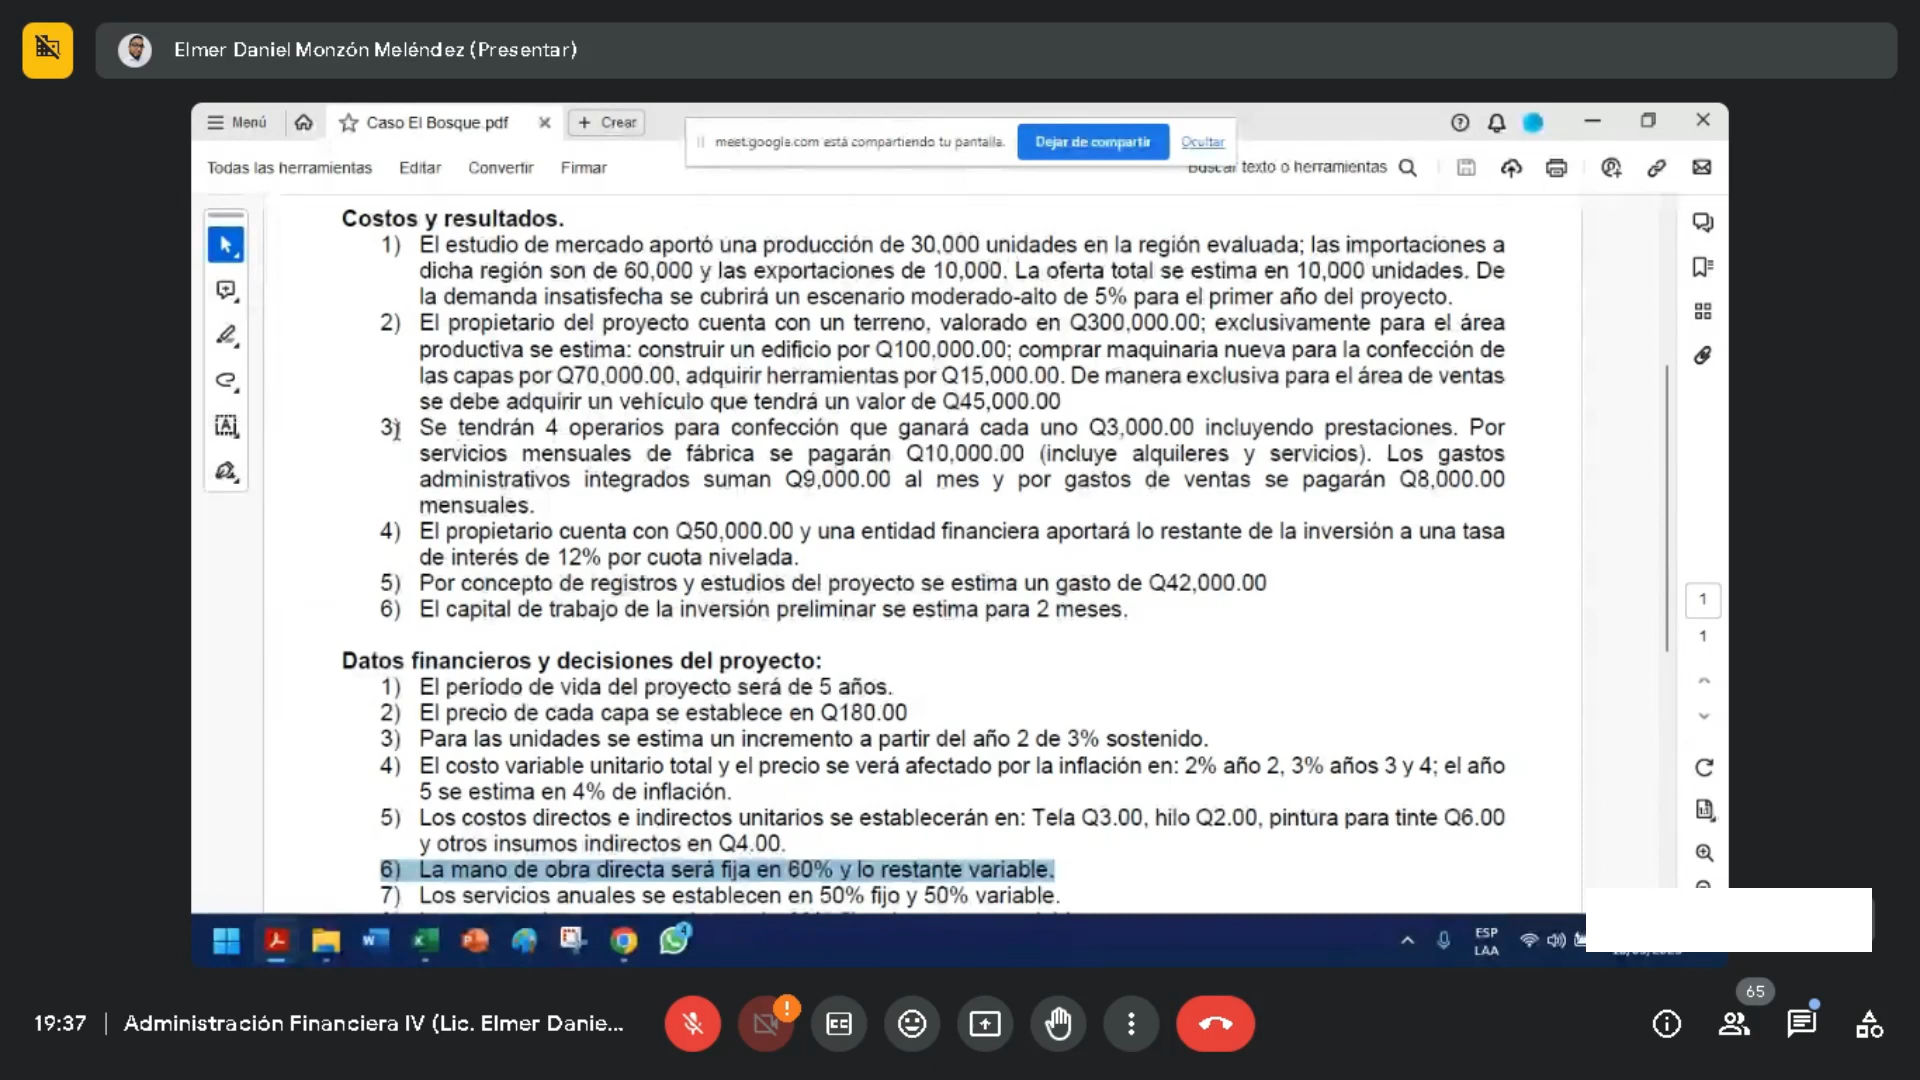 Elmer Daniel Monzón Meléndez (Presentar)
Menú
Caso El Bosque.pdf
+ Crear
meet.google.com está compartiendo tu pantalla.
Dejar de compartir
Ocultar
Todas las herramientas
Editar
Convertir
Firmar
Buscar texto o herramientas
Costos y resultados.
1) El estudio de mercado aportó una producción de 30,000 unidades en la región evaluada; las importaciones a
dicha región son de 60,000 y las exportaciones de 10,000. La oferta total se estima en 10,000 unidades. De
la demanda insatisfecha se cubrirá un escenario moderado-alto de 5% para el primer año del proyecto.
2) El propietario del proyecto cuenta con un terreno, valorado en Q300,000.00; exclusivamente para el área
productiva se estima: construir un edificio por Q100,000.00; comprar maquinaria nueva para la confección de
las capas por Q70,000.00, adquirir herramientas por Q15,000.00. De manera exclusiva para el área de ventas
se debe adquirir un vehículo que tendrá un valor de Q45,000.00
3) Se tendrán 4 operarios para confección que ganará cada uno Q3,000.00 incluyendo prestaciones. Por
servicios mensuales de fábrica se pagarán Q10,000.00 (incluye alquileres y servicios). Los gastos
administrativos integrados suman Q9,000.00 al mes y por gastos de ventas se pagarán Q8,000.00
mensuales.
4) El propietario cuenta con Q50,000.00 y una entidad financiera aportará lo restante de la inversión a una tasa
de interés de 12% por cuota nivelada.
5) Por concepto de registros y estudios del proyecto se estima un gasto de Q42,000.00
6) El capital de trabajo de la inversión preliminar se estima para 2 meses.
Datos financieros y decisiones del proyecto:
1) El período de vida del proyecto será de 5 años.
2) El precio de cada capa se establece en Q180.00
3) Para las unidades se estima un incremento a partir del año 2 de 3% sostenido.
4) El costo variable unitario total y el precio se verá afectado por la inflación en: 2% año 2, 3% años 3 y 4; el año
5 se estima en 4% de inflación.
5) Los costos directos e indirectos unitarios se establecerán en: Tela Q3.00, hilo Q2.00, pintura para tinte Q6.00
y otros insumos indirectos en Q4.00.
6) La mano de obra directa será fija en 60% y lo restante variable.
7) Los servicios anuales se establecen en 50% fijo y 50% variable.
1
1
ESP
LAA
4
65
19:37 | Administración Financiera IV (Lic. Elmer Danie...